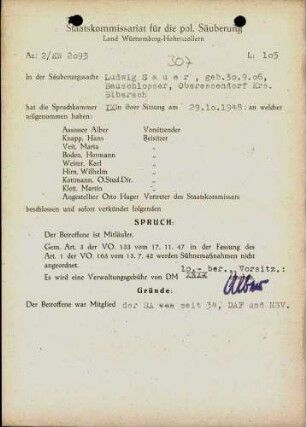 Staatskommissariat für die pol. Säuberung
Land Württemberg-Hohenzollern
Az: 2/ 2093
L: 105
307
In der Säuberungssache Ludwig Bauer, geb.30.9.06,
Bauschlosser, Oberessendorf Krs.
Biberach
hat die Spruchkammer IX in ihrer Sitzung am 29.10.1948 an welcher
teilgenommen haben:
Assessor Alber Vorsitzender
Knapp, Hans Beisitzer
Veit, Maria "
Boden, Hermann "
Weiter, Karl "
Hirn, Wilhelm "
Kottmann, O.Stud.Dir. "
Klett, Martin "
Angestellter Otto Hager Vertreter des Staatskommissars
beschlossen und sofort verkündet folgenden
SPRUCH:
Der Betroffene ist Mitläufer.
Gem. Art. 3 der VO. 133 vom 17. 11. 47 in der Fassung des
Art. 1 der VO. 165 vom 13. 7. 48 werden Sühnemaßnahmen nicht
angeordnet.
10.- ber., Vorsitz.:
Es wird eine Verwaltungsgebühr von DM
Alber
Gründe:
Der Betroffene war Mitglied der SA seit 34, DAF und NSV.